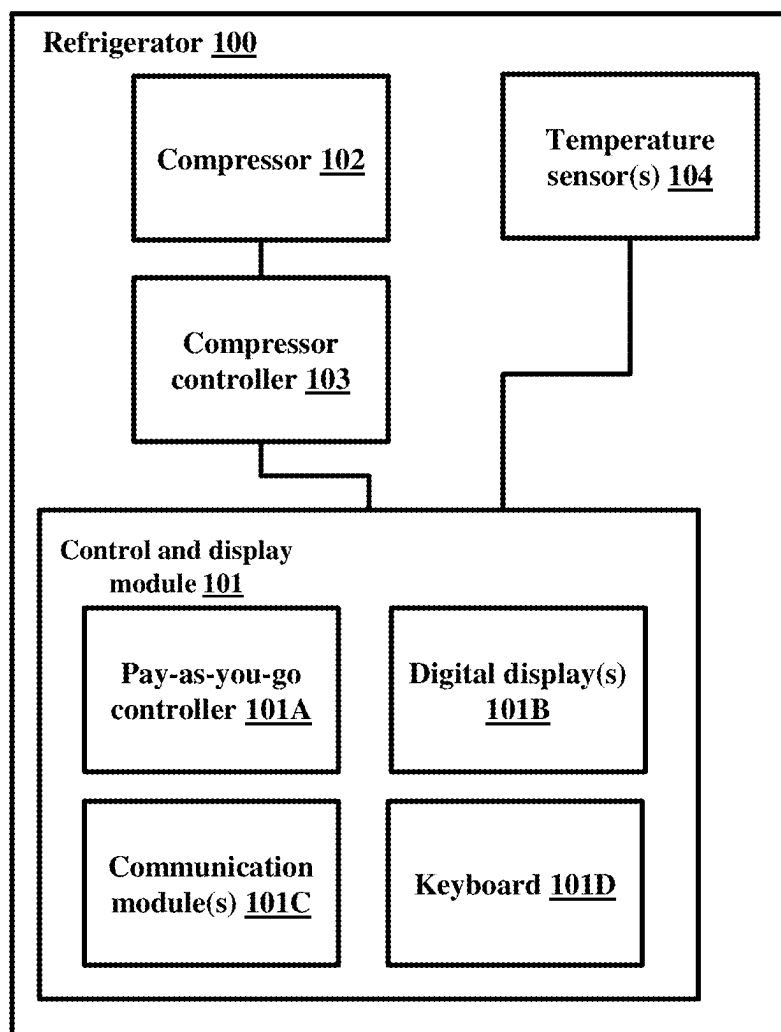 Refrigerator 100
Compressor 102
Temperature
sensor(s) 104
Compressor
controller 103
Control and display
module 101
Pay-as-you-go
controller 101A
Digital display(s)
101B
Communication
module(s) 101C
Keyboard 101D